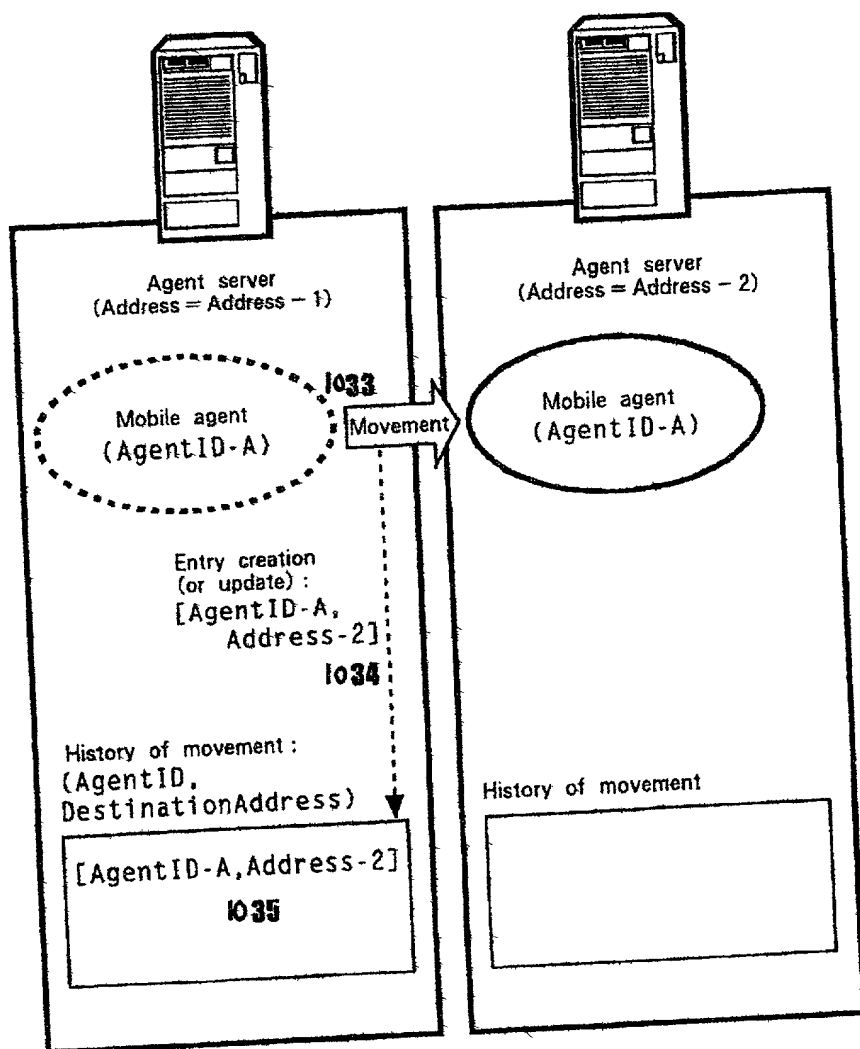 Agent server
(Address = Address - 1)
Mobile agent
(AgentID-A)
1033
Movement
Entry creation
(or update) :
[AgentID-A,
Address-2]
1034
History of movement :
(AgentID,
DestinationAddress)
[AgentID-A,Address-2]
1035
Agent server
(Address = Address - 2)
Mobile agent
(AgentID-A)
History of movement